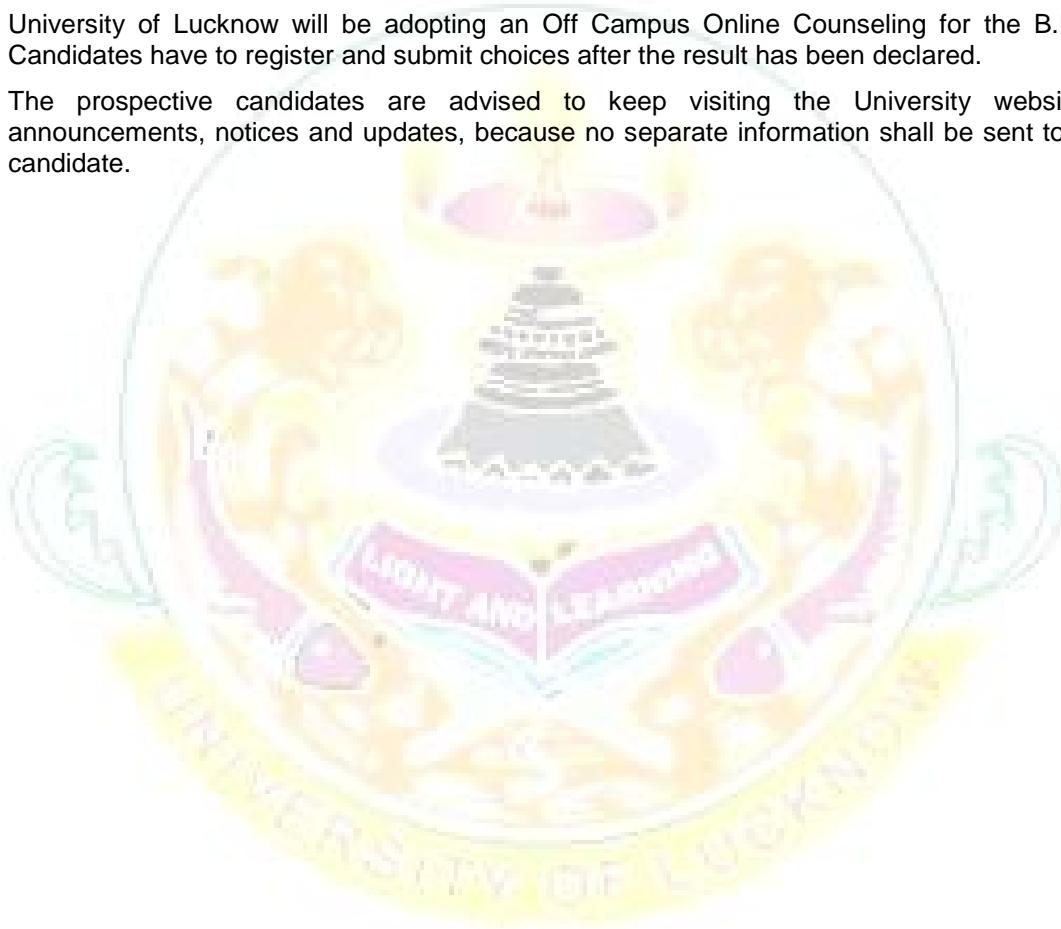 University of Lucknow will be adopting an Off Campus Online Counseling for the B.
Candidates have to register and submit choices after the result has been declared.
The prospective candidates are advised to keep visiting the University websi
announcements, notices and updates, because no separate information shall be sent to
candidate.
LIGHT AND LEARNING
UNIVERSITY OF LUCKNOW